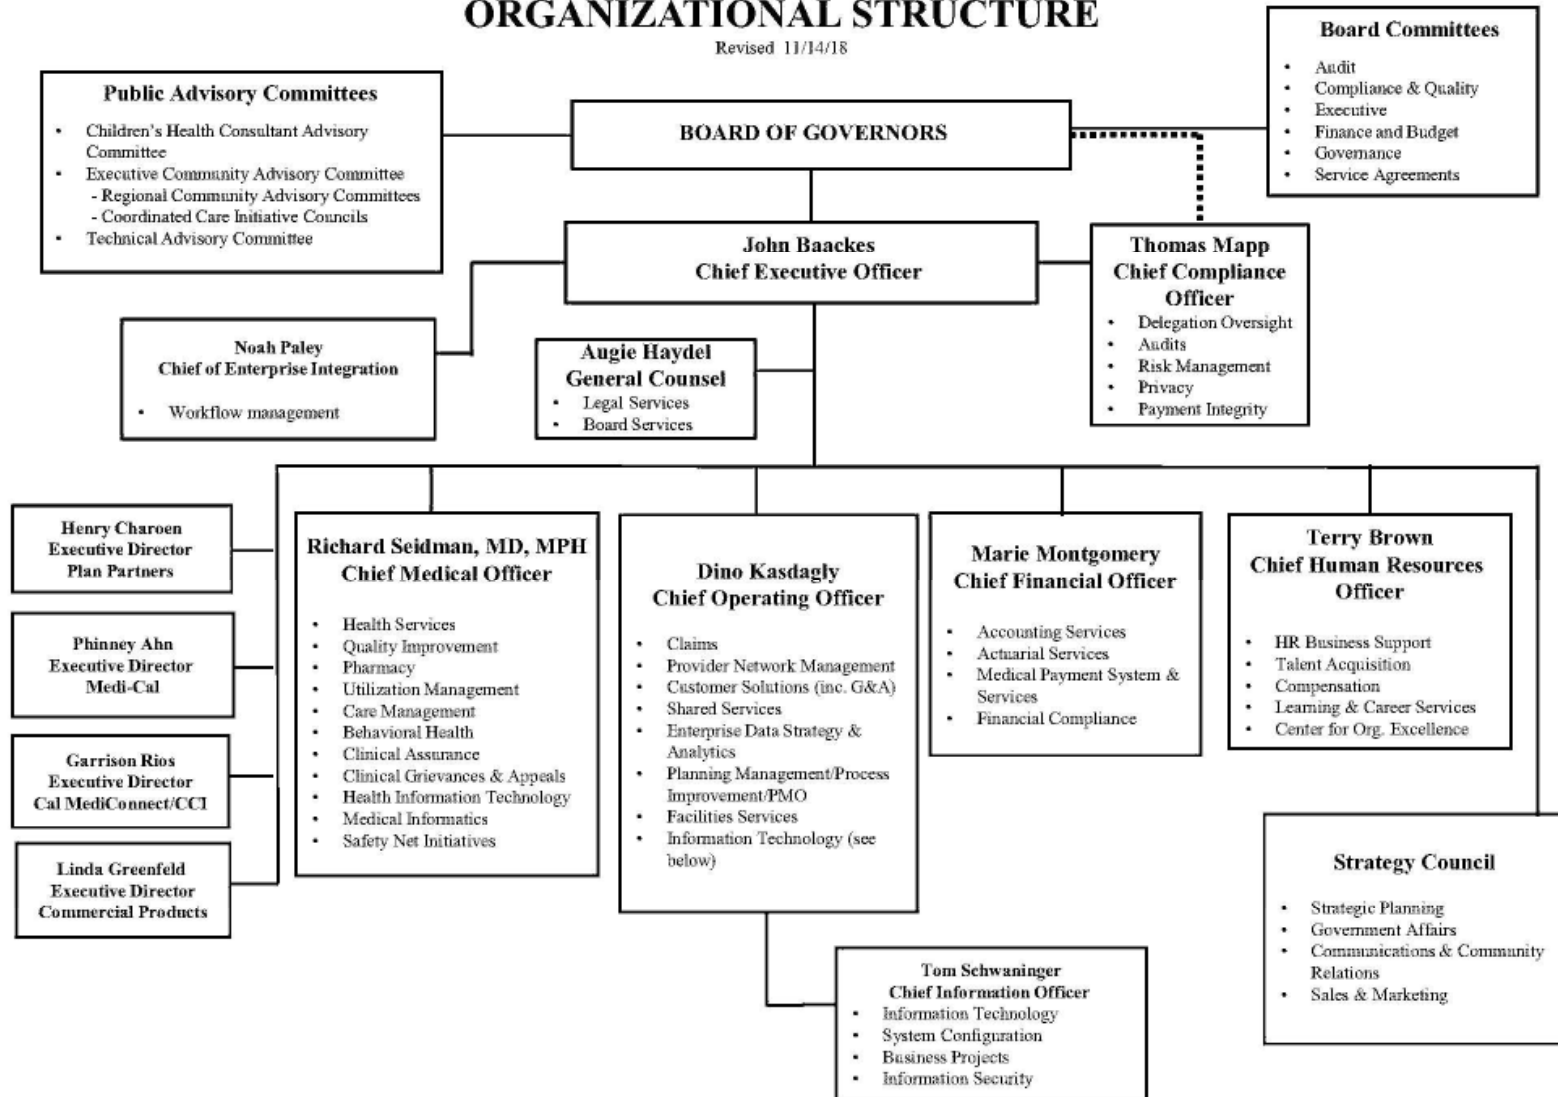 ORGANIZATIONAL STRUCTURE
Revised 11/14/18
Board Committees
• Audit
• Compliance & Quality
• Executive
• Finance and Budget
• Governance
• Service Agreements
Public Advisory Committees
• Children's Health Consultant Advisory
Committee
• Executive Community Advisory Committee
- Regional Community Advisory Committees
- Coordinated Care Initiative Councils
• Technical Advisory Committee
BOARD OF GOVERNORS
John Baackes
Chief Executive Officer
Thomas Mapp
Chief Compliance
Officer
• Delegation Oversight
• Audits
• Risk Management
• Privacy
• Payment Integrity
Noah Paley
Chief of Enterprise Integration
• Workflow management
Augie Haydel
General Counsel
• Legal Services
• Board Services
Henry Charoen
Executive Director
Plan Partners
Phinney Ahn
Executive Director
Medi-Cal
Garrison Rios
Executive Director
Cal MediConnect/CCI
Linda Greenfeld
Executive Director
Commercial Products
Richard Seidman, MD, MPH
Chief Medical Officer
• Health Services
• Quality Improvement
• Pharmacy
• Utilization Management
• Care Management
• Behavioral Health
• Clinical Assurance
• Clinical Grievances & Appeals
• Health Information Technology
• Medical Informatics
• Safety Net Initiatives
Dino Kasdagly
Chief Operating Officer
• Claims
• Provider Network Management
• Customer Solutions (inc. G&A)
• Shared Services
• Enterprise Data Strategy &
Analytics
• Planning Management/Process
Improvement/PMO
• Facilities Services
• Information Technology (see
below)
Marie Montgomery
Chief Financial Officer
• Accounting Services
• Actuarial Services
• Medical Payment System &
Services
• Financial Compliance
Terry Brown
Chief Human Resources
Officer
• HR Business Support
• Talent Acquisition
• Compensation
• Learning & Career Services
• Center for Org. Excellence
Strategy Council
• Strategic Planning
• Government Affairs
• Communications & Community
Relations
• Sales & Marketing
Tom Schwaninger
Chief Information Officer
• Information Technology
• System Configuration
• Business Projects
• Information Security